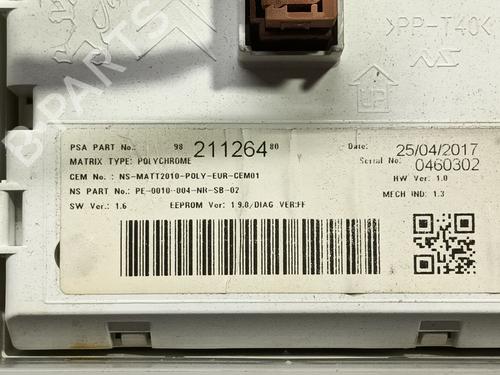 >PP-T40<
UP
PSA PART No.: 98 211264 80 Date: 25/04/2017
MATRIX TYPE: POLYCHROME Serial No: 0460302
CEM No.: NS-MATT2010-POLY-EUR-CEM01 HW Ver: 1.0
NS PART No: PE-0010-004-NR-SB-02 MECH IND: 1.3
SW Ver.: 1.6 EEPROM Ver: 1 9.0/DIAG VER:FF
B-PARTS